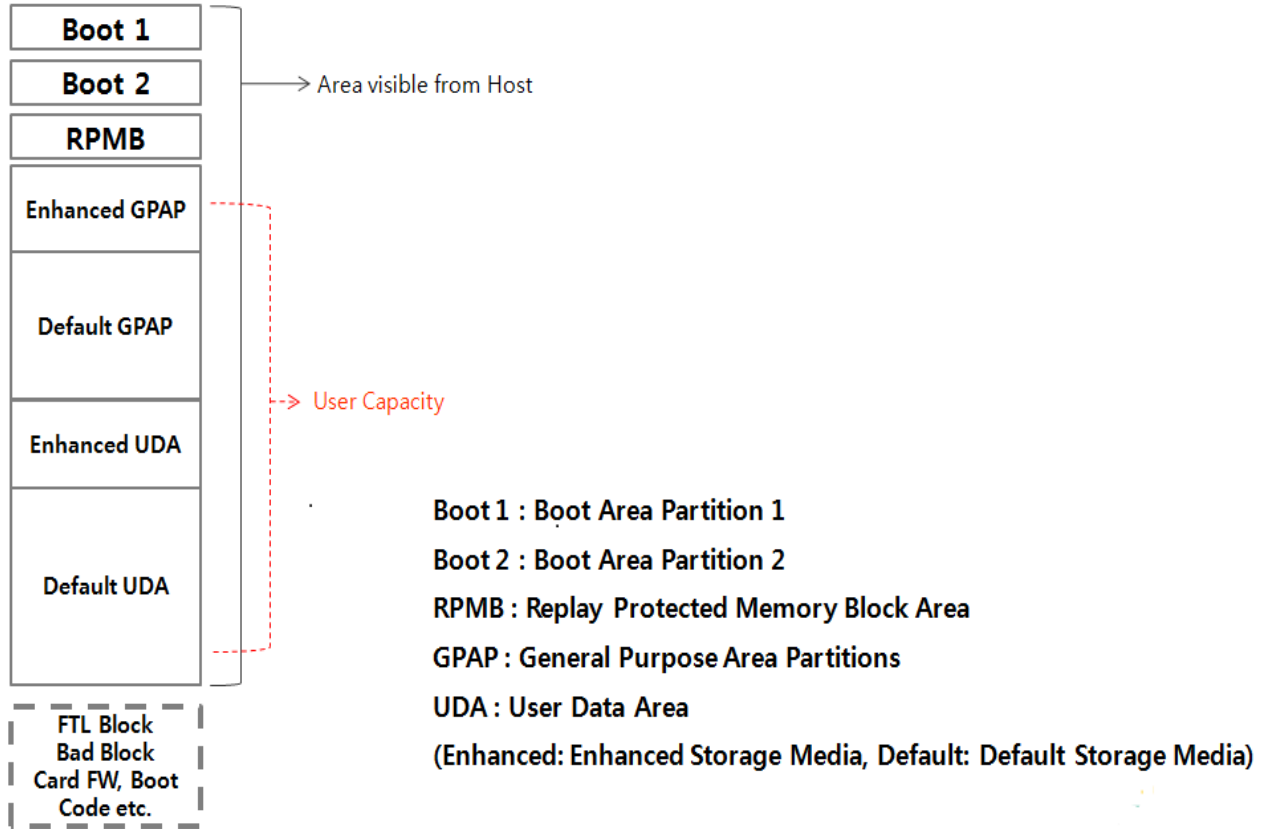 Boot 1
Boot 2
RPMB
Enhanced GPAP
Default GPAP
Enhanced UDA
Default UDA
FTL Block
Bad Block
Card FW, Boot
Code etc.
Area visible from Host
User Capacity
Boot 1 : Boot Area Partition 1
Boot 2 : Boot Area Partition 2
RPMB : Replay Protected Memory Block Area
GPAP : General Purpose Area Partitions
UDA : User Data Area
(Enhanced: Enhanced Storage Media, Default: Default Storage Media)